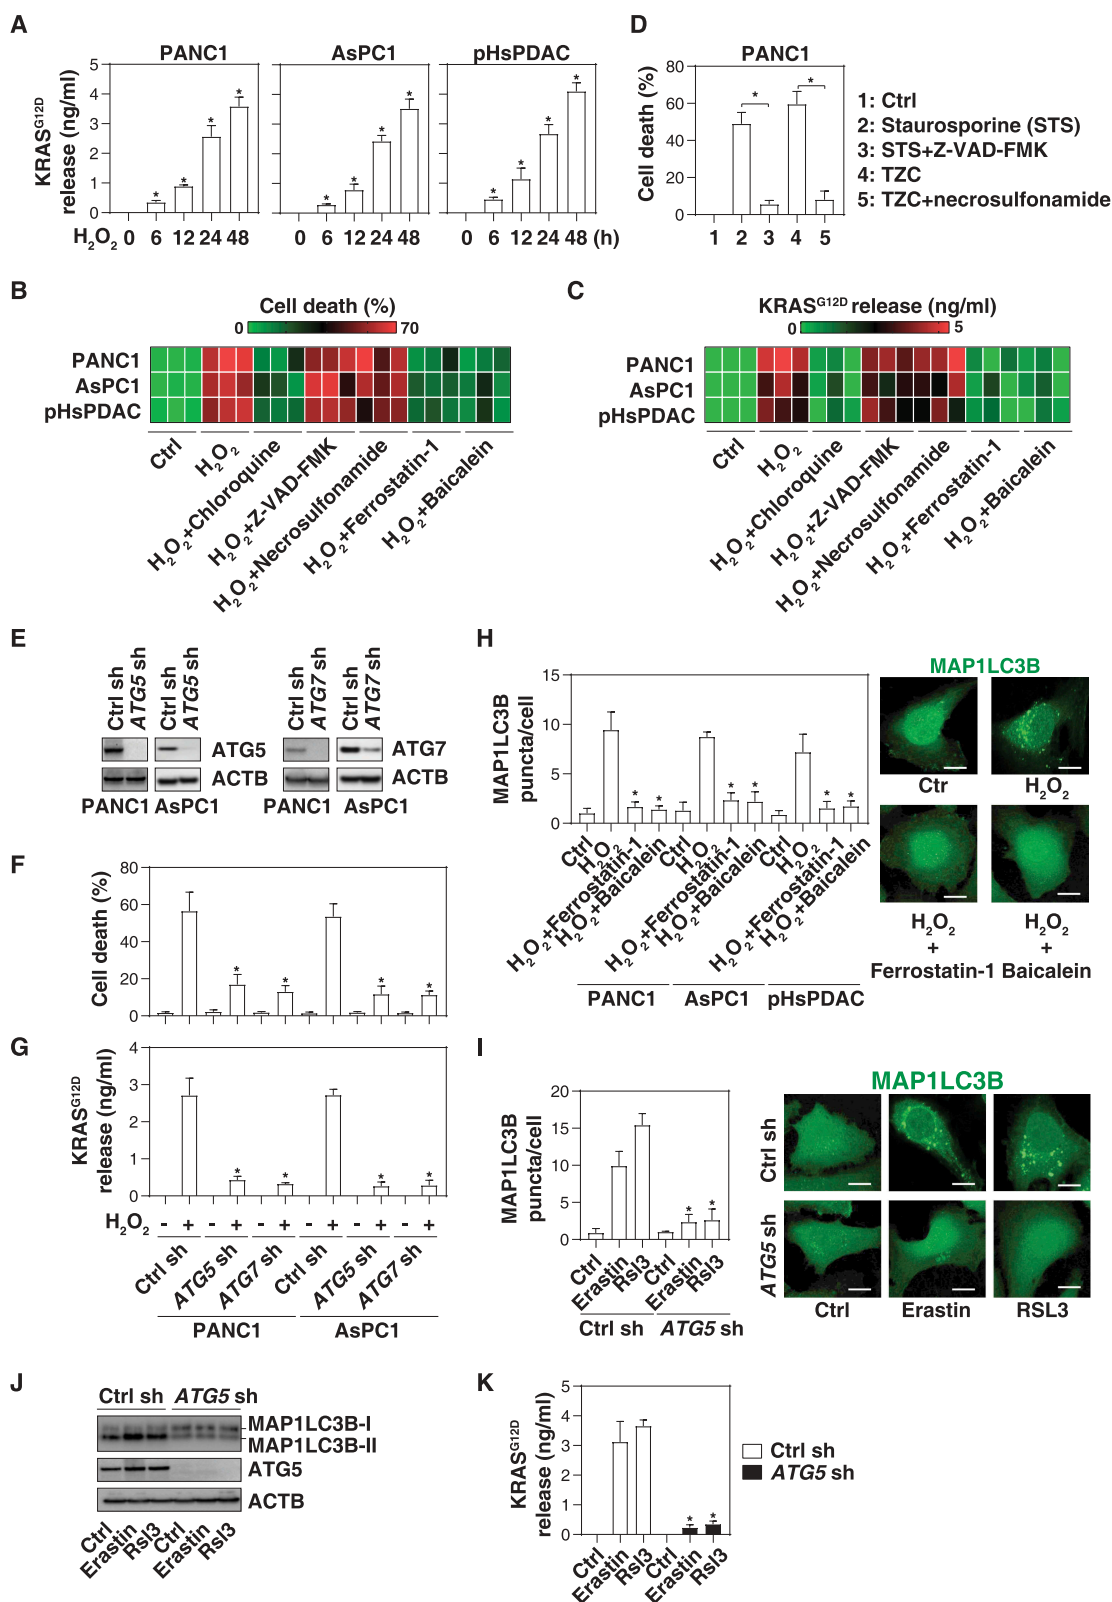 A
PANC1
AsPC1
pHsPDAC
KRAS^G12D release (ng/ml)
5
4
3
2
1
0
* * * *
* * * *
* * * *
H₂O₂ 0 6 12 24 48 0 6 12 24 48 0 6 12 24 48 (h)
D
PANC1
Cell death (%)
80
60
40
20
0
* *
1 2 3 4 5
1: Ctrl
2: Staurosporine (STS)
3: STS+Z-VAD-FMK
4: TZC
5: TZC+necrosulfonamide
B
Cell death (%)
0 70
PANC1
AsPC1
pHsPDAC
Ctrl
H₂O₂
H₂O₂+Chloroquine
H₂O₂+Z-VAD-FMK
H₂O₂+Necrosulfonamide
H₂O₂+Ferrostatin-1
H₂O₂+Baicalein
C
KRAS^G12D release (ng/ml)
0 5
PANC1
AsPC1
pHsPDAC
Ctrl
H₂O₂
H₂O₂+Chloroquine
H₂O₂+Z-VAD-FMK
H₂O₂+Necrosulfonamide
H₂O₂+Ferrostatin-1
H₂O₂+Baicalein
E
Ctrl sh
ATG5 sh
Ctrl sh
ATG5 sh
ATG5
ACTB
PANC1 AsPC1
Ctrl sh
ATG7 sh
Ctrl sh
ATG7 sh
ATG7
ACTB
PANC1 AsPC1
H
MAP1LC3B puncta/cell
15
10
5
0
* * * * * *
Ctrl
H₂O₂
H₂O₂+Ferrostatin-1
H₂O₂+Baicalein
Ctrl
H₂O₂
H₂O₂+Ferrostatin-1
H₂O₂+Baicalein
Ctrl
H₂O₂
H₂O₂+Ferrostatin-1
H₂O₂+Baicalein
PANC1 AsPC1 pHsPDAC
MAP1LC3B
Ctr H₂O₂
H₂O₂ H₂O₂
+ +
Ferrostatin-1 Baicalein
F
Cell death (%)
80
60
40
20
0
* * * *
G
KRAS^G12D release (ng/ml)
4
3
2
1
0
* * * *
H₂O₂ - + - + - + - + - + - +
Ctrl sh
ATG5 sh
ATG7 sh
Ctrl sh
ATG5 sh
ATG7 sh
PANC1 AsPC1
I
MAP1LC3B puncta/cell
20
15
10
5
0
* *
Ctrl
Erastin
Rsl3
Ctrl
Erastin
Rsl3
Ctrl sh ATG5 sh
MAP1LC3B
Ctrl sh
ATG5 sh
Ctrl Erastin RSL3
J
Ctrl sh ATG5 sh
MAP1LC3B-I
MAP1LC3B-II
ATG5
ACTB
Ctrl
Erastin
Rsl3
Ctrl
Erastin
Rsl3
K
KRAS^G12D release (ng/ml)
5
4
3
2
1
0
* *
Ctrl
Erastin
Rsl3
Ctrl
Erastin
Rsl3
Ctrl sh
ATG5 sh